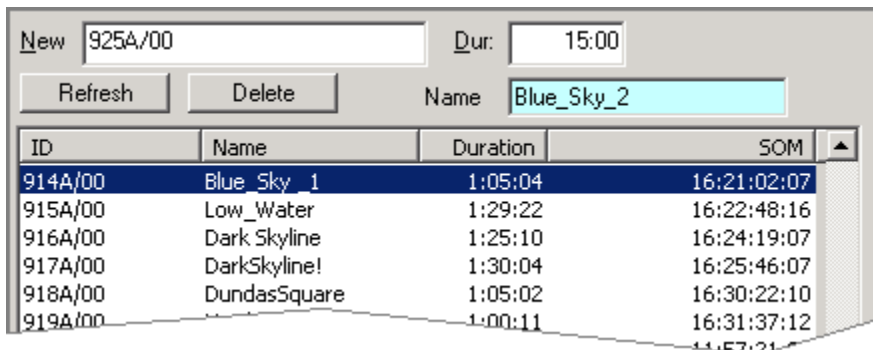 New 925A/00 Dur: 15:00
Refresh Delete Name Blue_Sky_2
ID Name Duration SOM
914A/00 Blue_Sky _1 1:05:04 16:21:02:07
915A/00 Low_Water 1:29:22 16:22:48:16
916A/00 Dark Skyline 1:25:10 16:24:19:07
917A/00 DarkSkyline! 1:30:04 16:25:46:07
918A/00 DundasSquare 1:05:02 16:30:22:10
919A/00 1:00:11 16:31:37:12